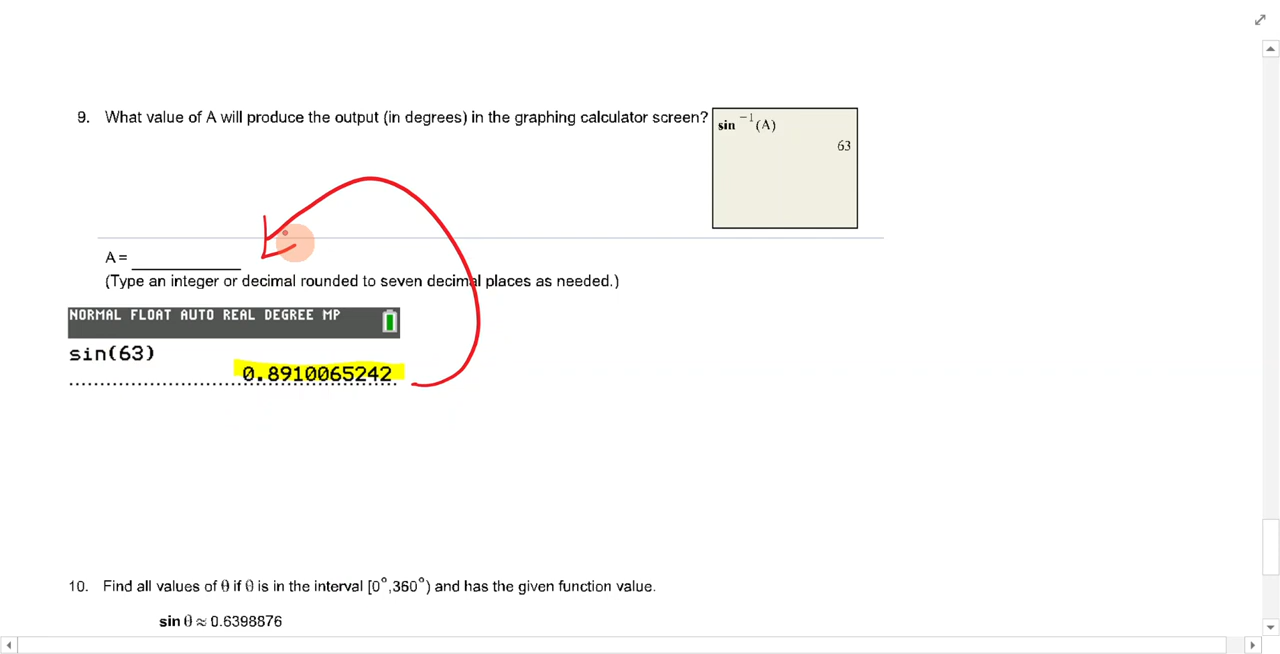 9. What value of A will produce the output (in degrees) in the graphing calculator screen?
sin⁻¹(A)
63
A =
(Type an integer or decimal rounded to seven decimal places as needed.)
NORMAL FLOAT AUTO REAL DEGREE MP
sin(63)
0.8910065242
10. Find all values of θ if θ is in the interval [0°,360°) and has the given function value.
sin θ ≈ 0.6398876